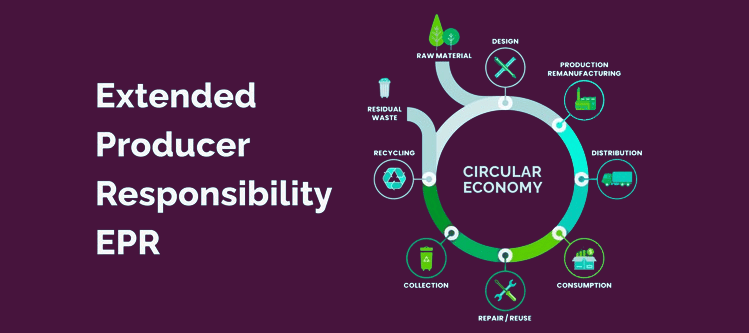 Extended
Producer
Responsibility
EPR
RAW MATERIAL
DESIGN
PRODUCTION
REMANUFACTURING
DISTRIBUTION
CONSUMPTION
REPAIR / REUSE
COLLECTION
RECYCLING
RESIDUAL
WASTE
CIRCULAR
ECONOMY